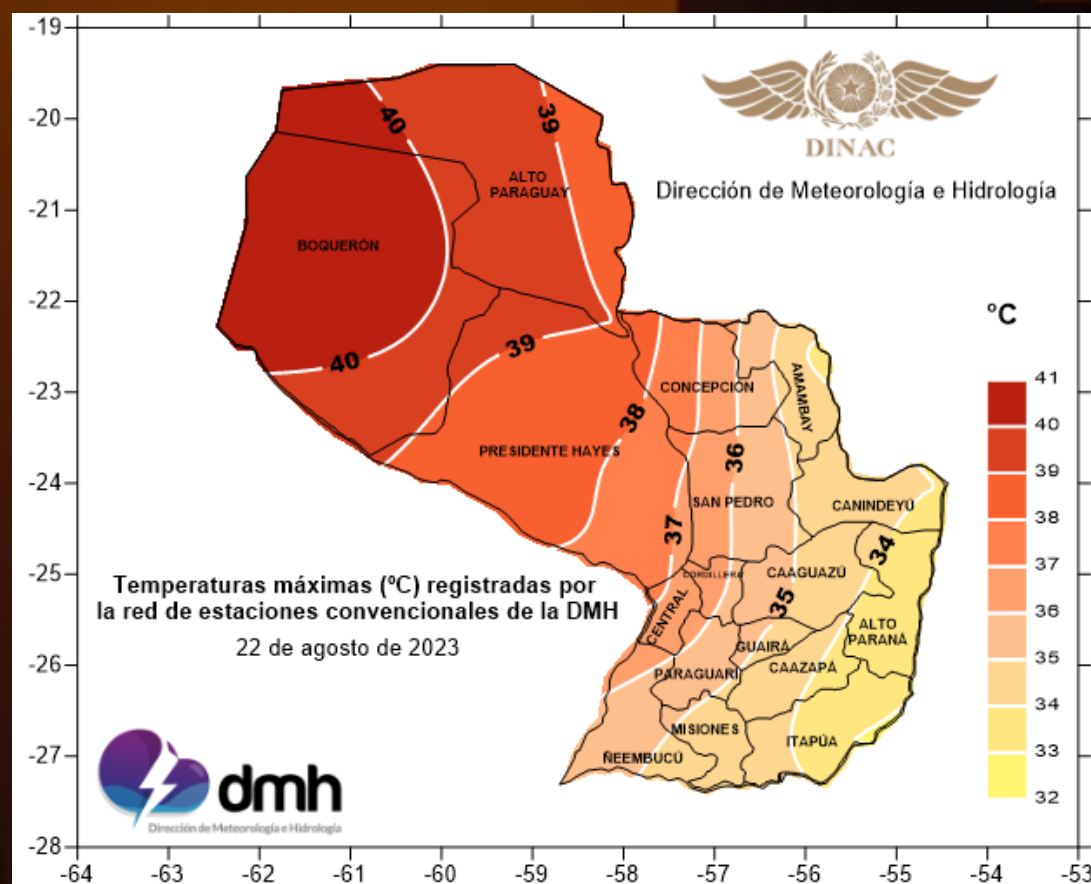 -19
-20
-21
-22
-23
-24
-25
-26
-27
-28
-64
-63
-62
-61
-60
-59
-58
-57
-56
-55
-54
-53
DINAC
Dirección de Meteorología e Hidrología
40
39
ALTO
PARAGUAY
BOQUERÓN
40
39
38
CONCEPCIÓN
AMAMBAY
PRESIDENTE HAYES
36
SAN PEDRO
CANINDEYÚ
37
34
CORDILLERA
CAAGUAZÚ
35
CENTRAL
ALTO
PARANÁ
GUAIRÁ
CAAZAPÁ
PARAGUARÍ
MISIONES
ITAPÚA
ÑEEMBUCÚ
°C
41
40
39
38
37
36
35
34
33
32
Temperaturas máximas (ºC) registradas por
la red de estaciones convencionales de la DMH
22 de agosto de 2023
dmh
Dirección de Meteorología e Hidrología